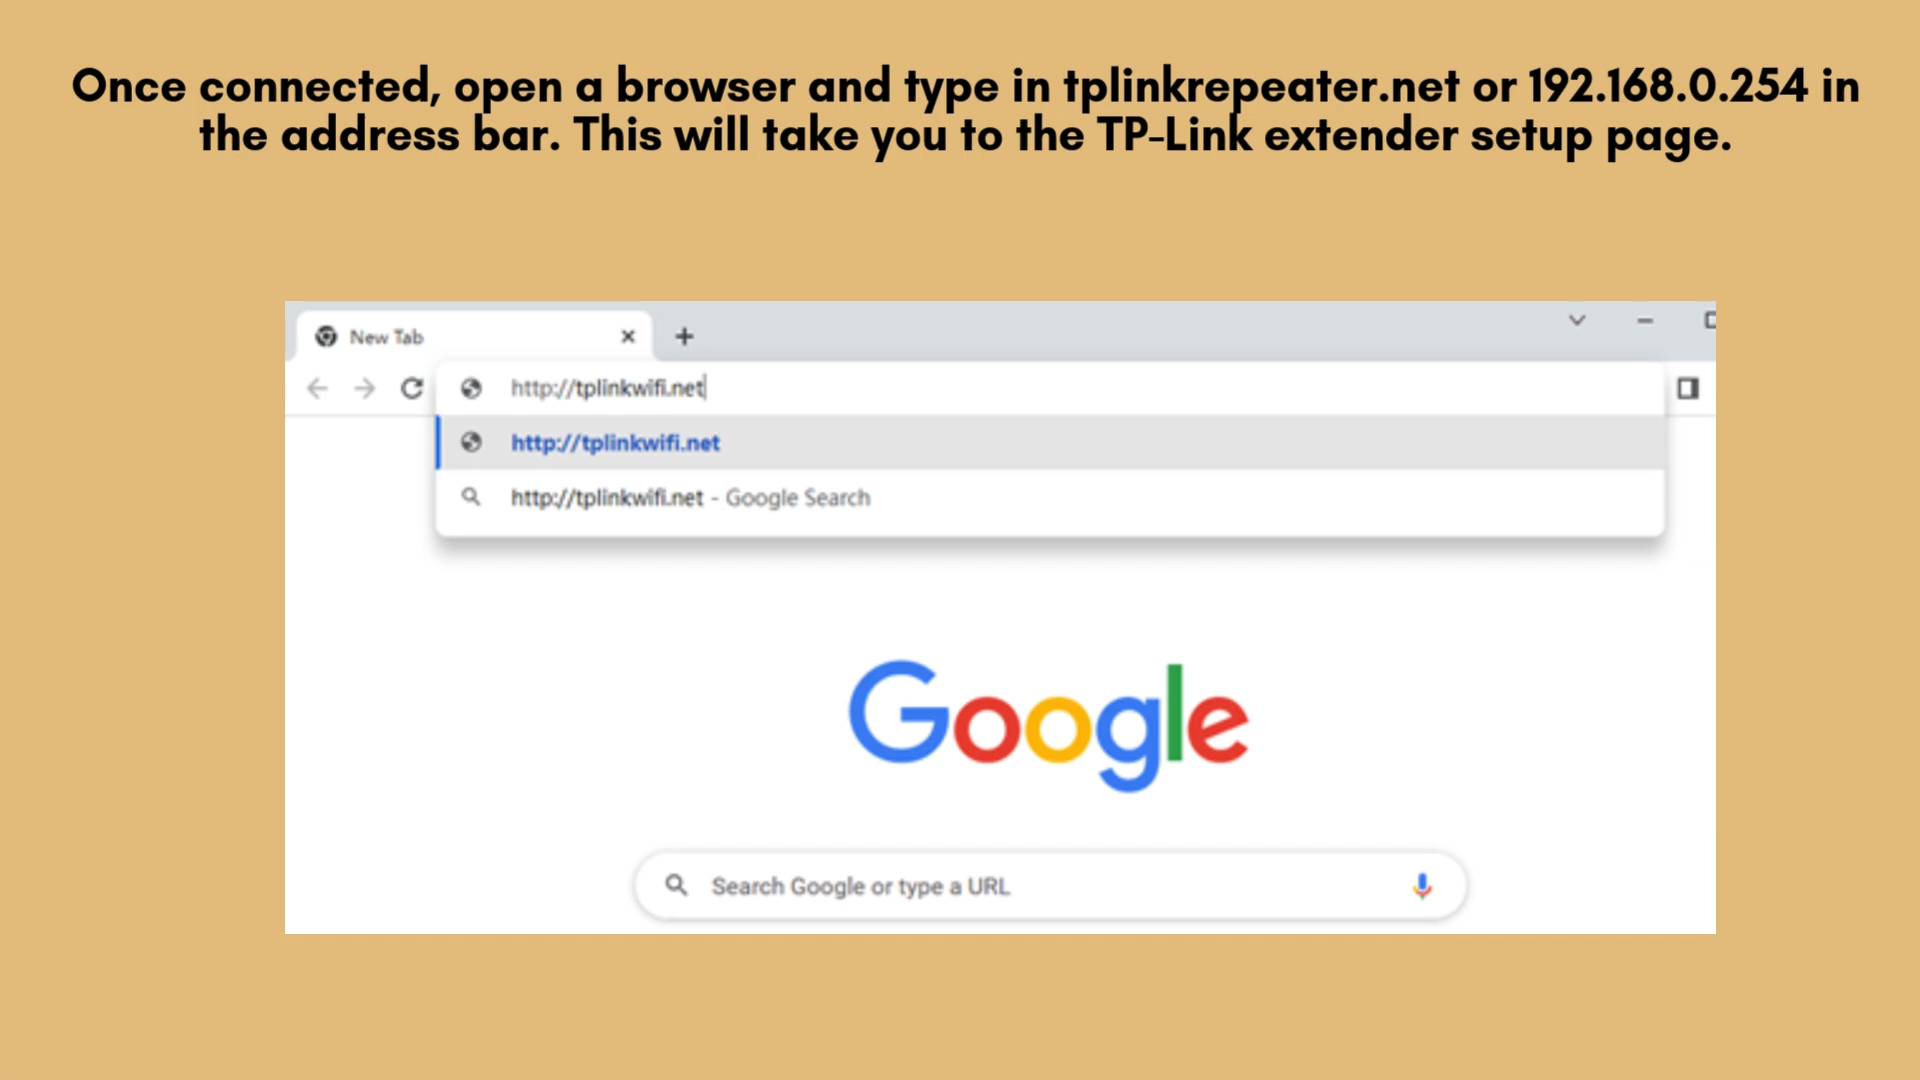 Once connected, open a browser and type in tplinkrepeater.net or 192.168.0.254 in
the address bar. This will take you to the TP-Link extender setup page.
New Tab
http://tplinkwifi.net
http://tplinkwifi.net
http://tplinkwifi.net - Google Search
Google
Search Google or type a URL